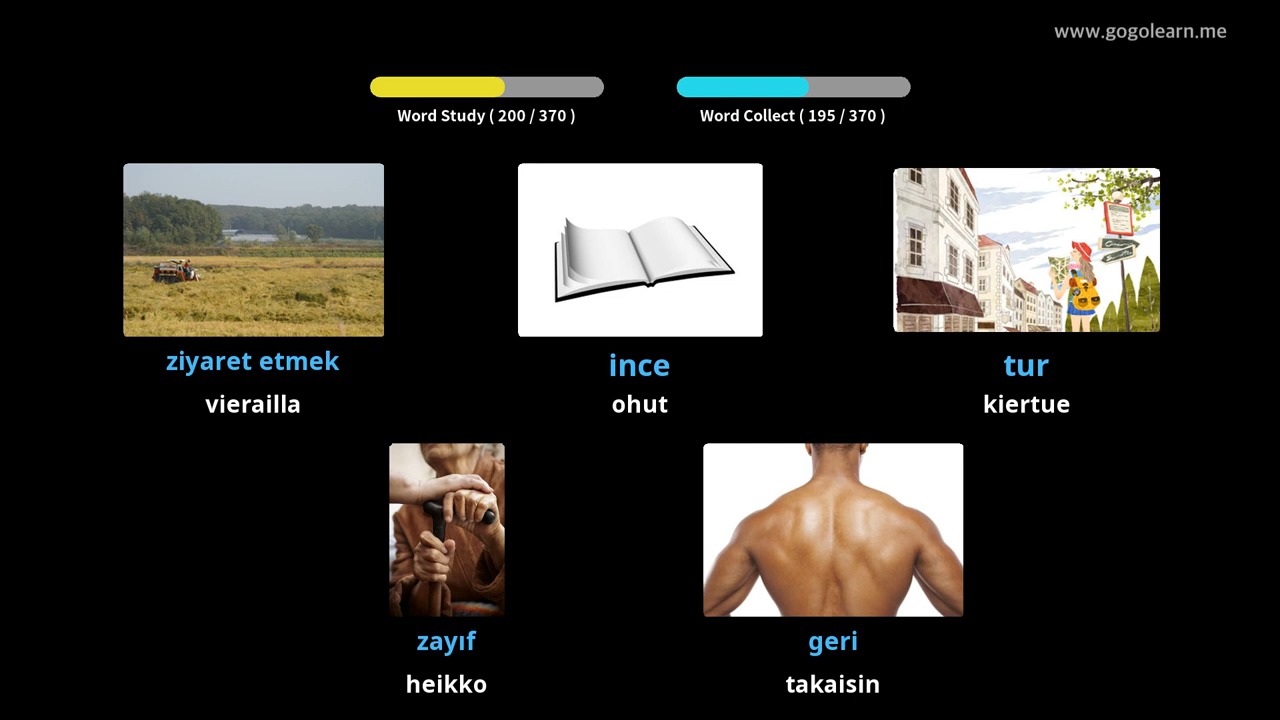 www.gogolearn.me
Word Study ( 200 / 370 )
Word Collect ( 195 / 370 )
ziyaret etmek
vierailla
ince
ohut
tur
kiertue
zayıf
heikko
geri
takaisin